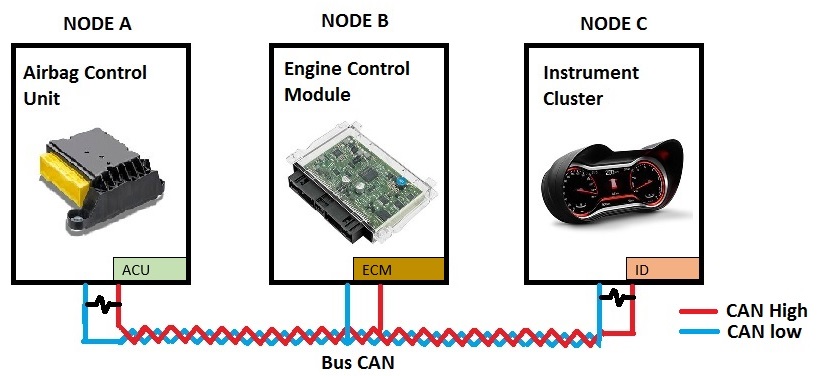 NODE A
NODE B
NODE C
Airbag Control
Unit
Engine Control
Module
Instrument
Cluster
ACU
ECM
ID
CAN High
CAN low
Bus CAN